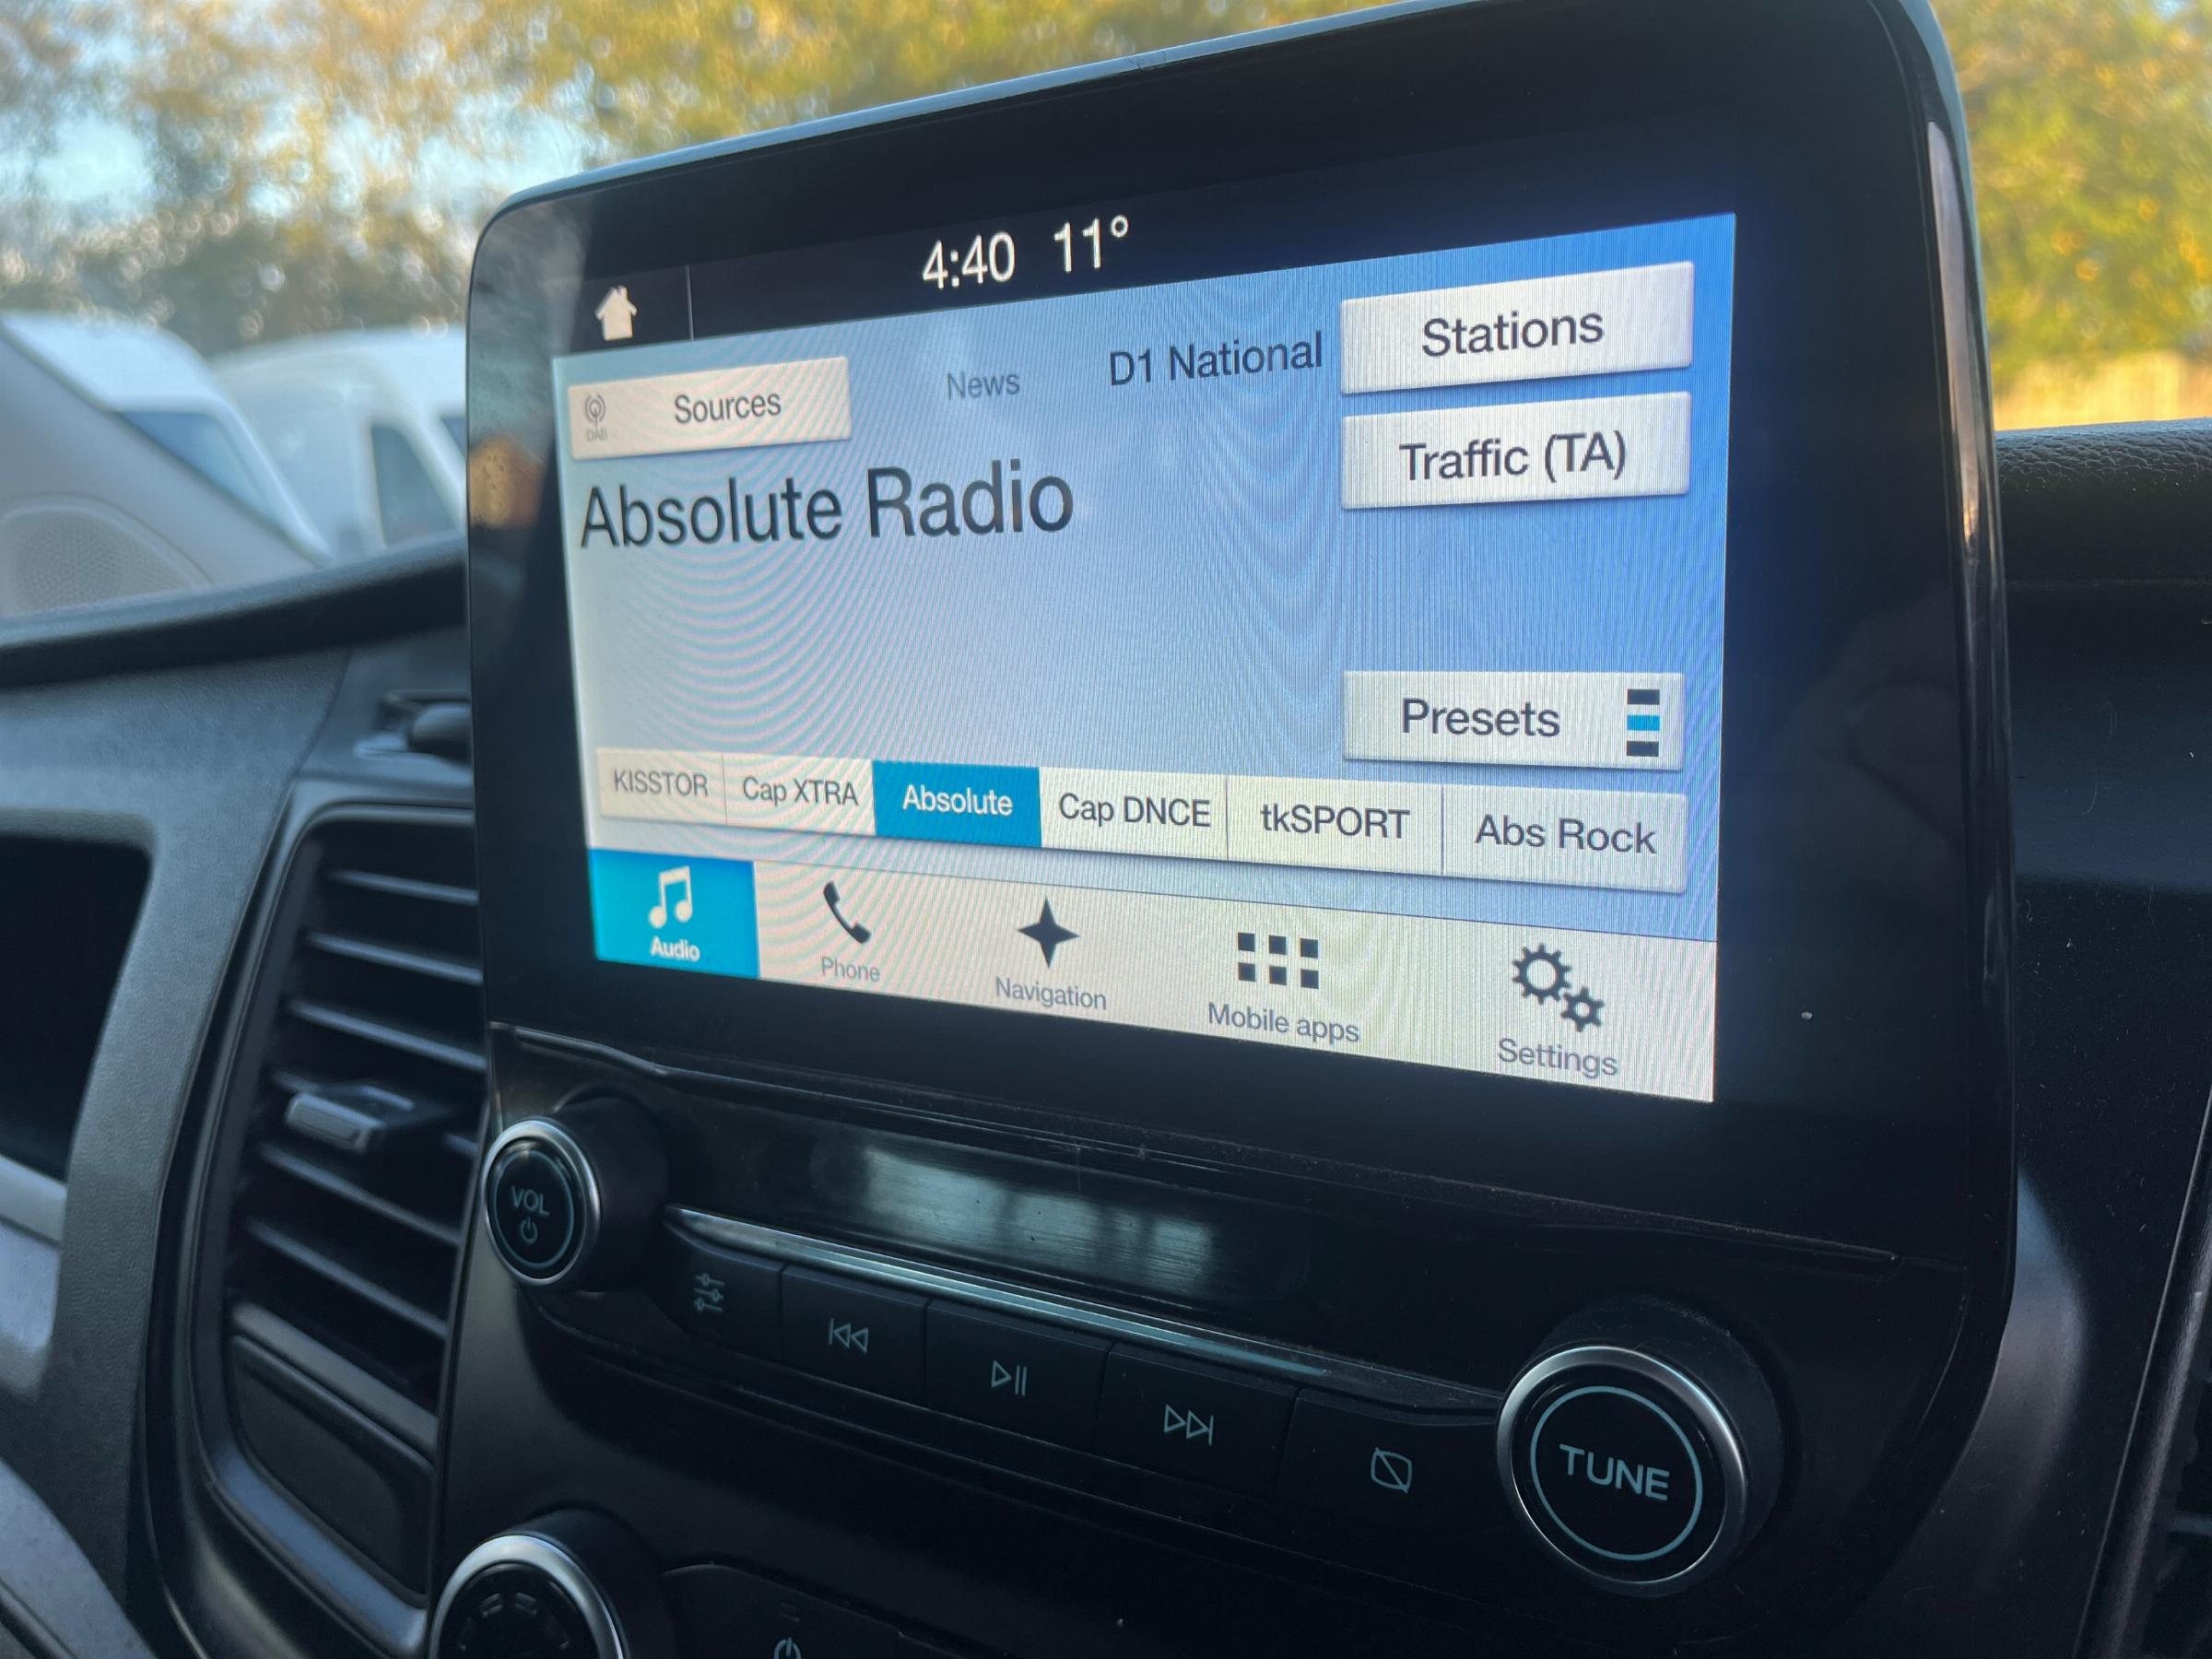 4:40 11°
Sources
DAB
News
D1 National
Stations
Traffic (TA)
Absolute Radio
Presets
KISSTOR
Cap XTRA
Absolute
Cap DNCE
tkSPORT
Abs Rock
Audio
Phone
Navigation
Mobile apps
Settings
VOL
TUNE